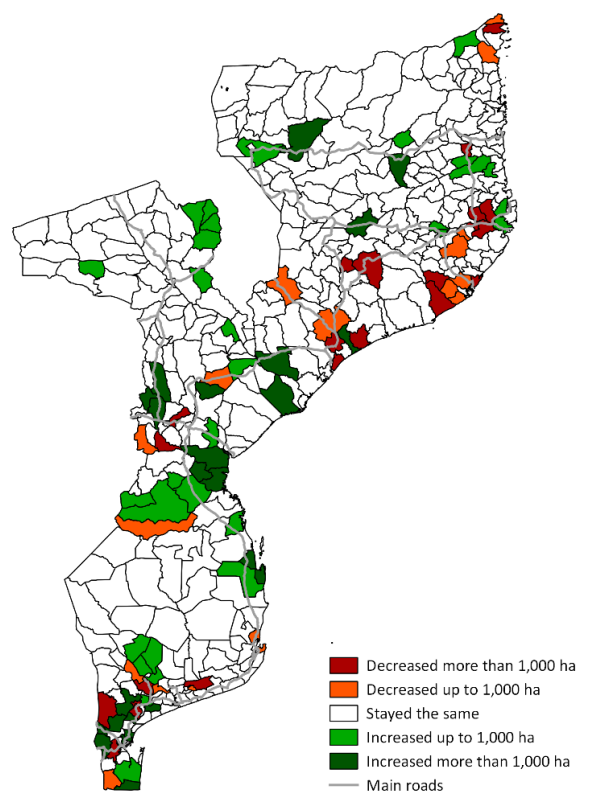 Decreased more than 1,000 ha
Decreased up to 1,000 ha
Stayed the same
Increased up to 1,000 ha
Increased more than 1,000 ha
Main roads